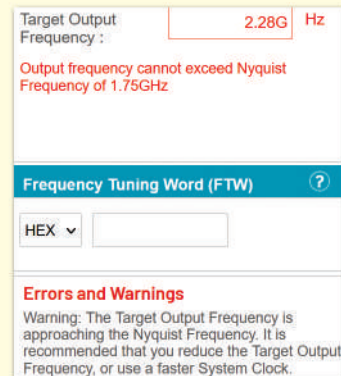 Target Output
Frequency :
2.28G Hz
Output frequency cannot exceed Nyquist
Frequency of 1.75GHz
Frequency Tuning Word (FTW) ?
HEX
Errors and Warnings
Warning: The Target Output Frequency is
approaching the Nyquist Frequency. It is
recommended that you reduce the Target Output
Frequency, or use a faster System Clock.